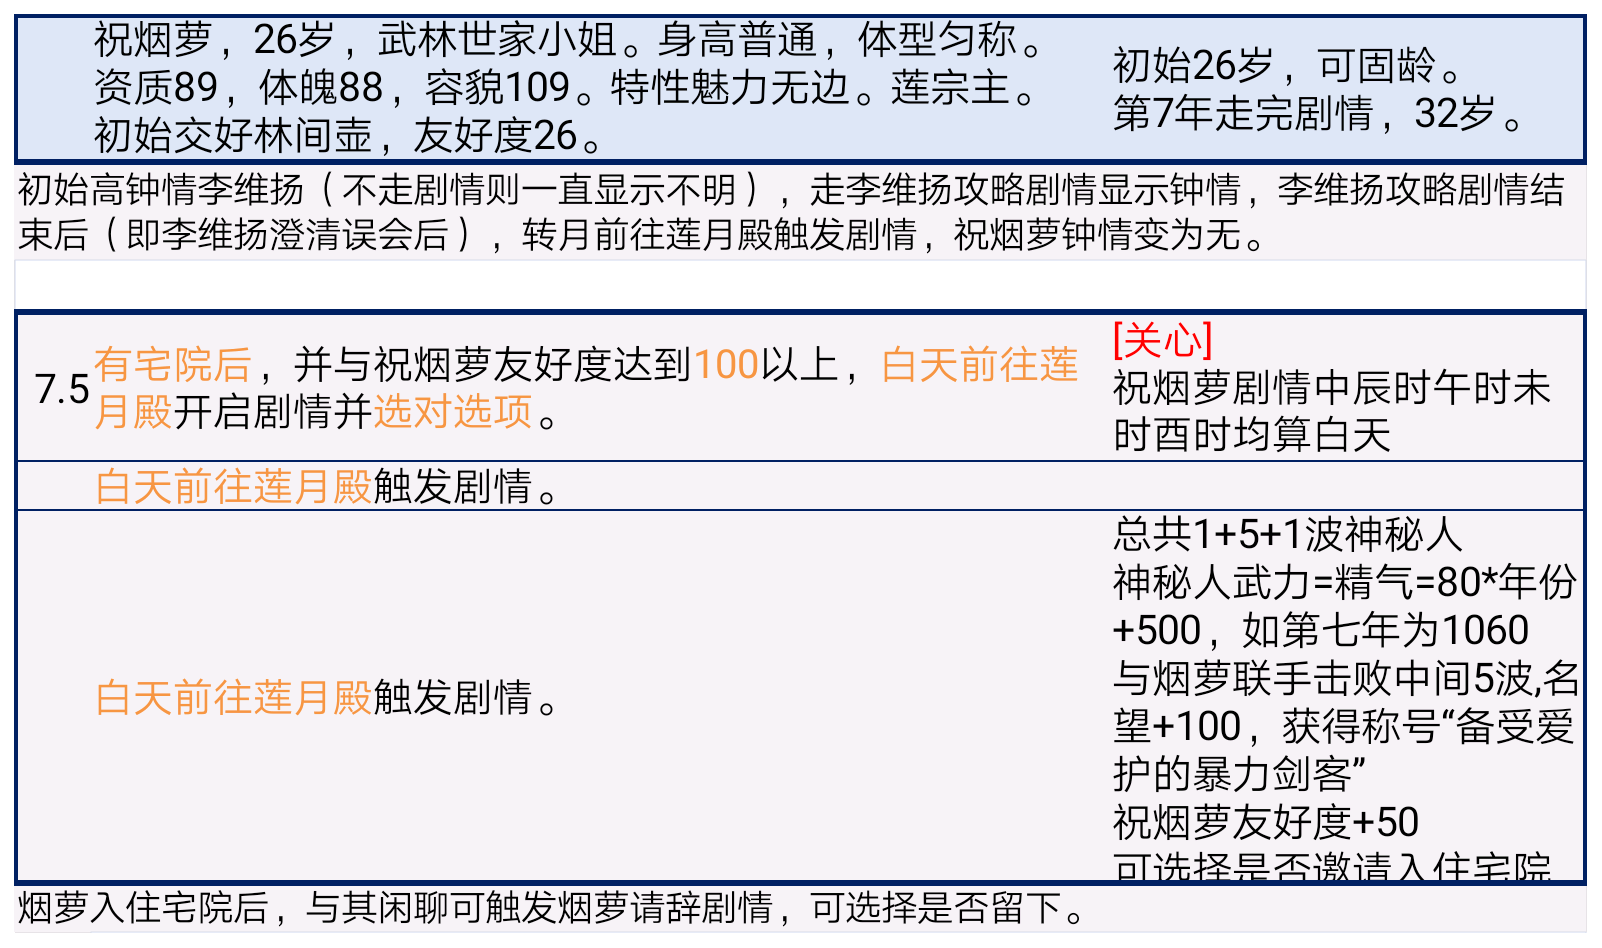 祝烟萝，26岁，武林世家小姐。身高普通，体型匀称。
资质89，体魄88，容貌109。特性魅力无边。莲宗主。
初始交好林间壶，友好度26。
初始26岁，可固龄。
第7年走完剧情，32岁。
初始高钟情李维扬（不走剧情则一直显示不明），走李维扬攻略剧情显示钟情，李维扬攻略剧情结
束后（即李维扬澄清误会后），转月前往莲月殿触发剧情，祝烟萝钟情变为无。
7.5
有宅院后，并与祝烟萝友好度达到100以上，白天前往莲
月殿开启剧情并选对选项。
[关心]
祝烟萝剧情中辰时午时未
时酉时均算白天
白天前往莲月殿触发剧情。
白天前往莲月殿触发剧情。
总共1+5+1波神秘人
神秘人武力=精气=80*年份
+500，如第七年为1060
与烟萝联手击败中间5波,名
望+100，获得称号“备受爱
护的暴力剑客”
祝烟萝友好度+50
可选择是否邀请入住宅院
烟萝入住宅院后，与其闲聊可触发烟萝请辞剧情，可选择是否留下。